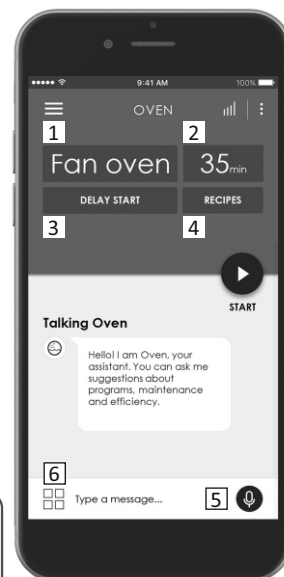 9:41 AM 100%
OVEN
1 2
Fan oven 35min
DELAY START RECIPES
3 4
START
Talking Oven
Hello! I am Oven, your
assistant. You can ask me
suggestions about
programs, maintenance
and efficiency.
6
Type a message... 5